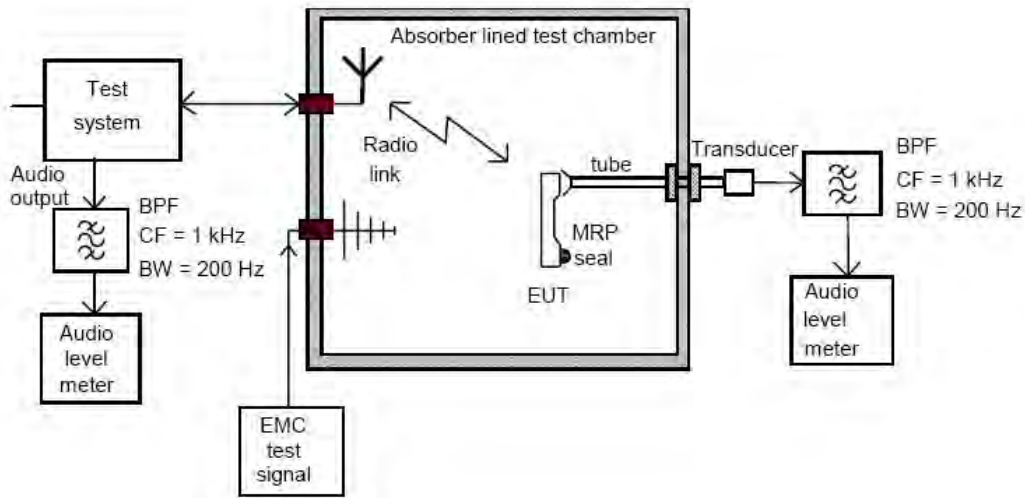 Absorber lined test chamber
Test
system
Radio
link
tube
Transducer
BPF
CF = 1 kHz
BW = 200 Hz
Audio
output
BPF
CF = 1 kHz
BW = 200 Hz
MRP
seal
EUT
Audio
level
meter
Audio
level
meter
EMC
test
signal